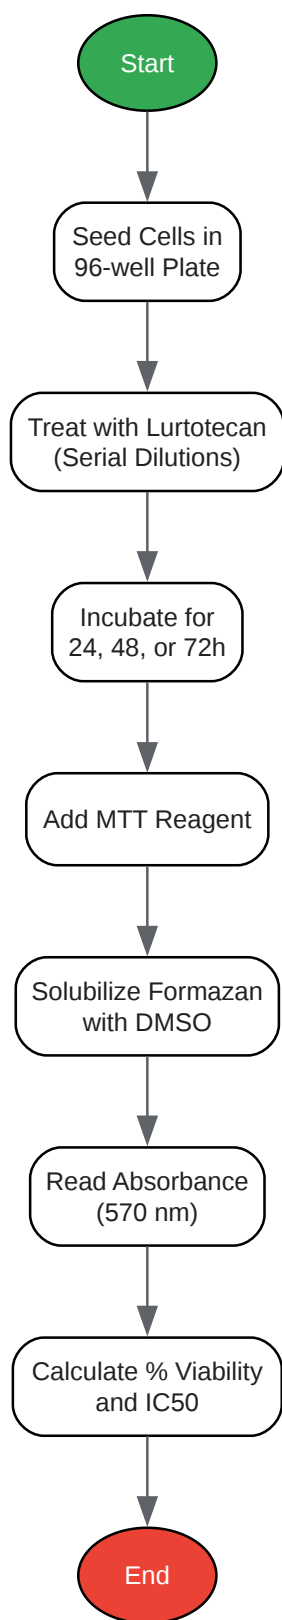 Start
Seed Cells in
96-well Plate
Treat with Lurtotecan
(Serial Dilutions)
Incubate for
24, 48, or 72h
Add MTT Reagent
Solubilize Formazan
with DMSO
Read Absorbance
(570 nm)
Calculate % Viability
and IC50
End